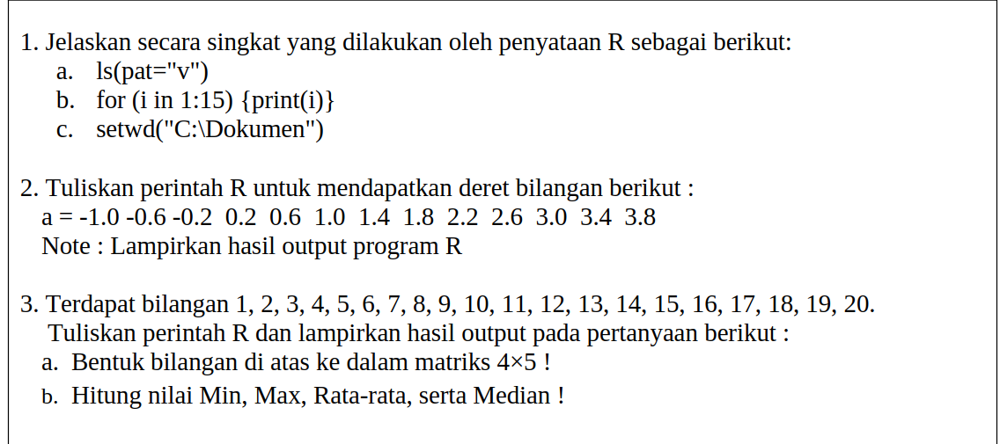 1. Jelaskan secara singkat yang dilakukan oleh penyataan R sebagai berikut:
a. ls(pat="v")
b. for (i in 1:15) {print(i)}
c. setwd("C:\Dokumen")
2. Tuliskan perintah R untuk mendapatkan deret bilangan berikut :
a = -1.0 -0.6 -0.2 0.2 0.6 1.0 1.4 1.8 2.2 2.6 3.0 3.4 3.8
Note : Lampirkan hasil output program R
3. Terdapat bilangan 1, 2, 3, 4, 5, 6, 7, 8, 9, 10, 11, 12, 13, 14, 15, 16, 17, 18, 19, 20.
Tuliskan perintah R dan lampirkan hasil output pada pertanyaan berikut :
a. Bentuk bilangan di atas ke dalam matriks 4×5 !
b. Hitung nilai Min, Max, Rata-rata, serta Median !